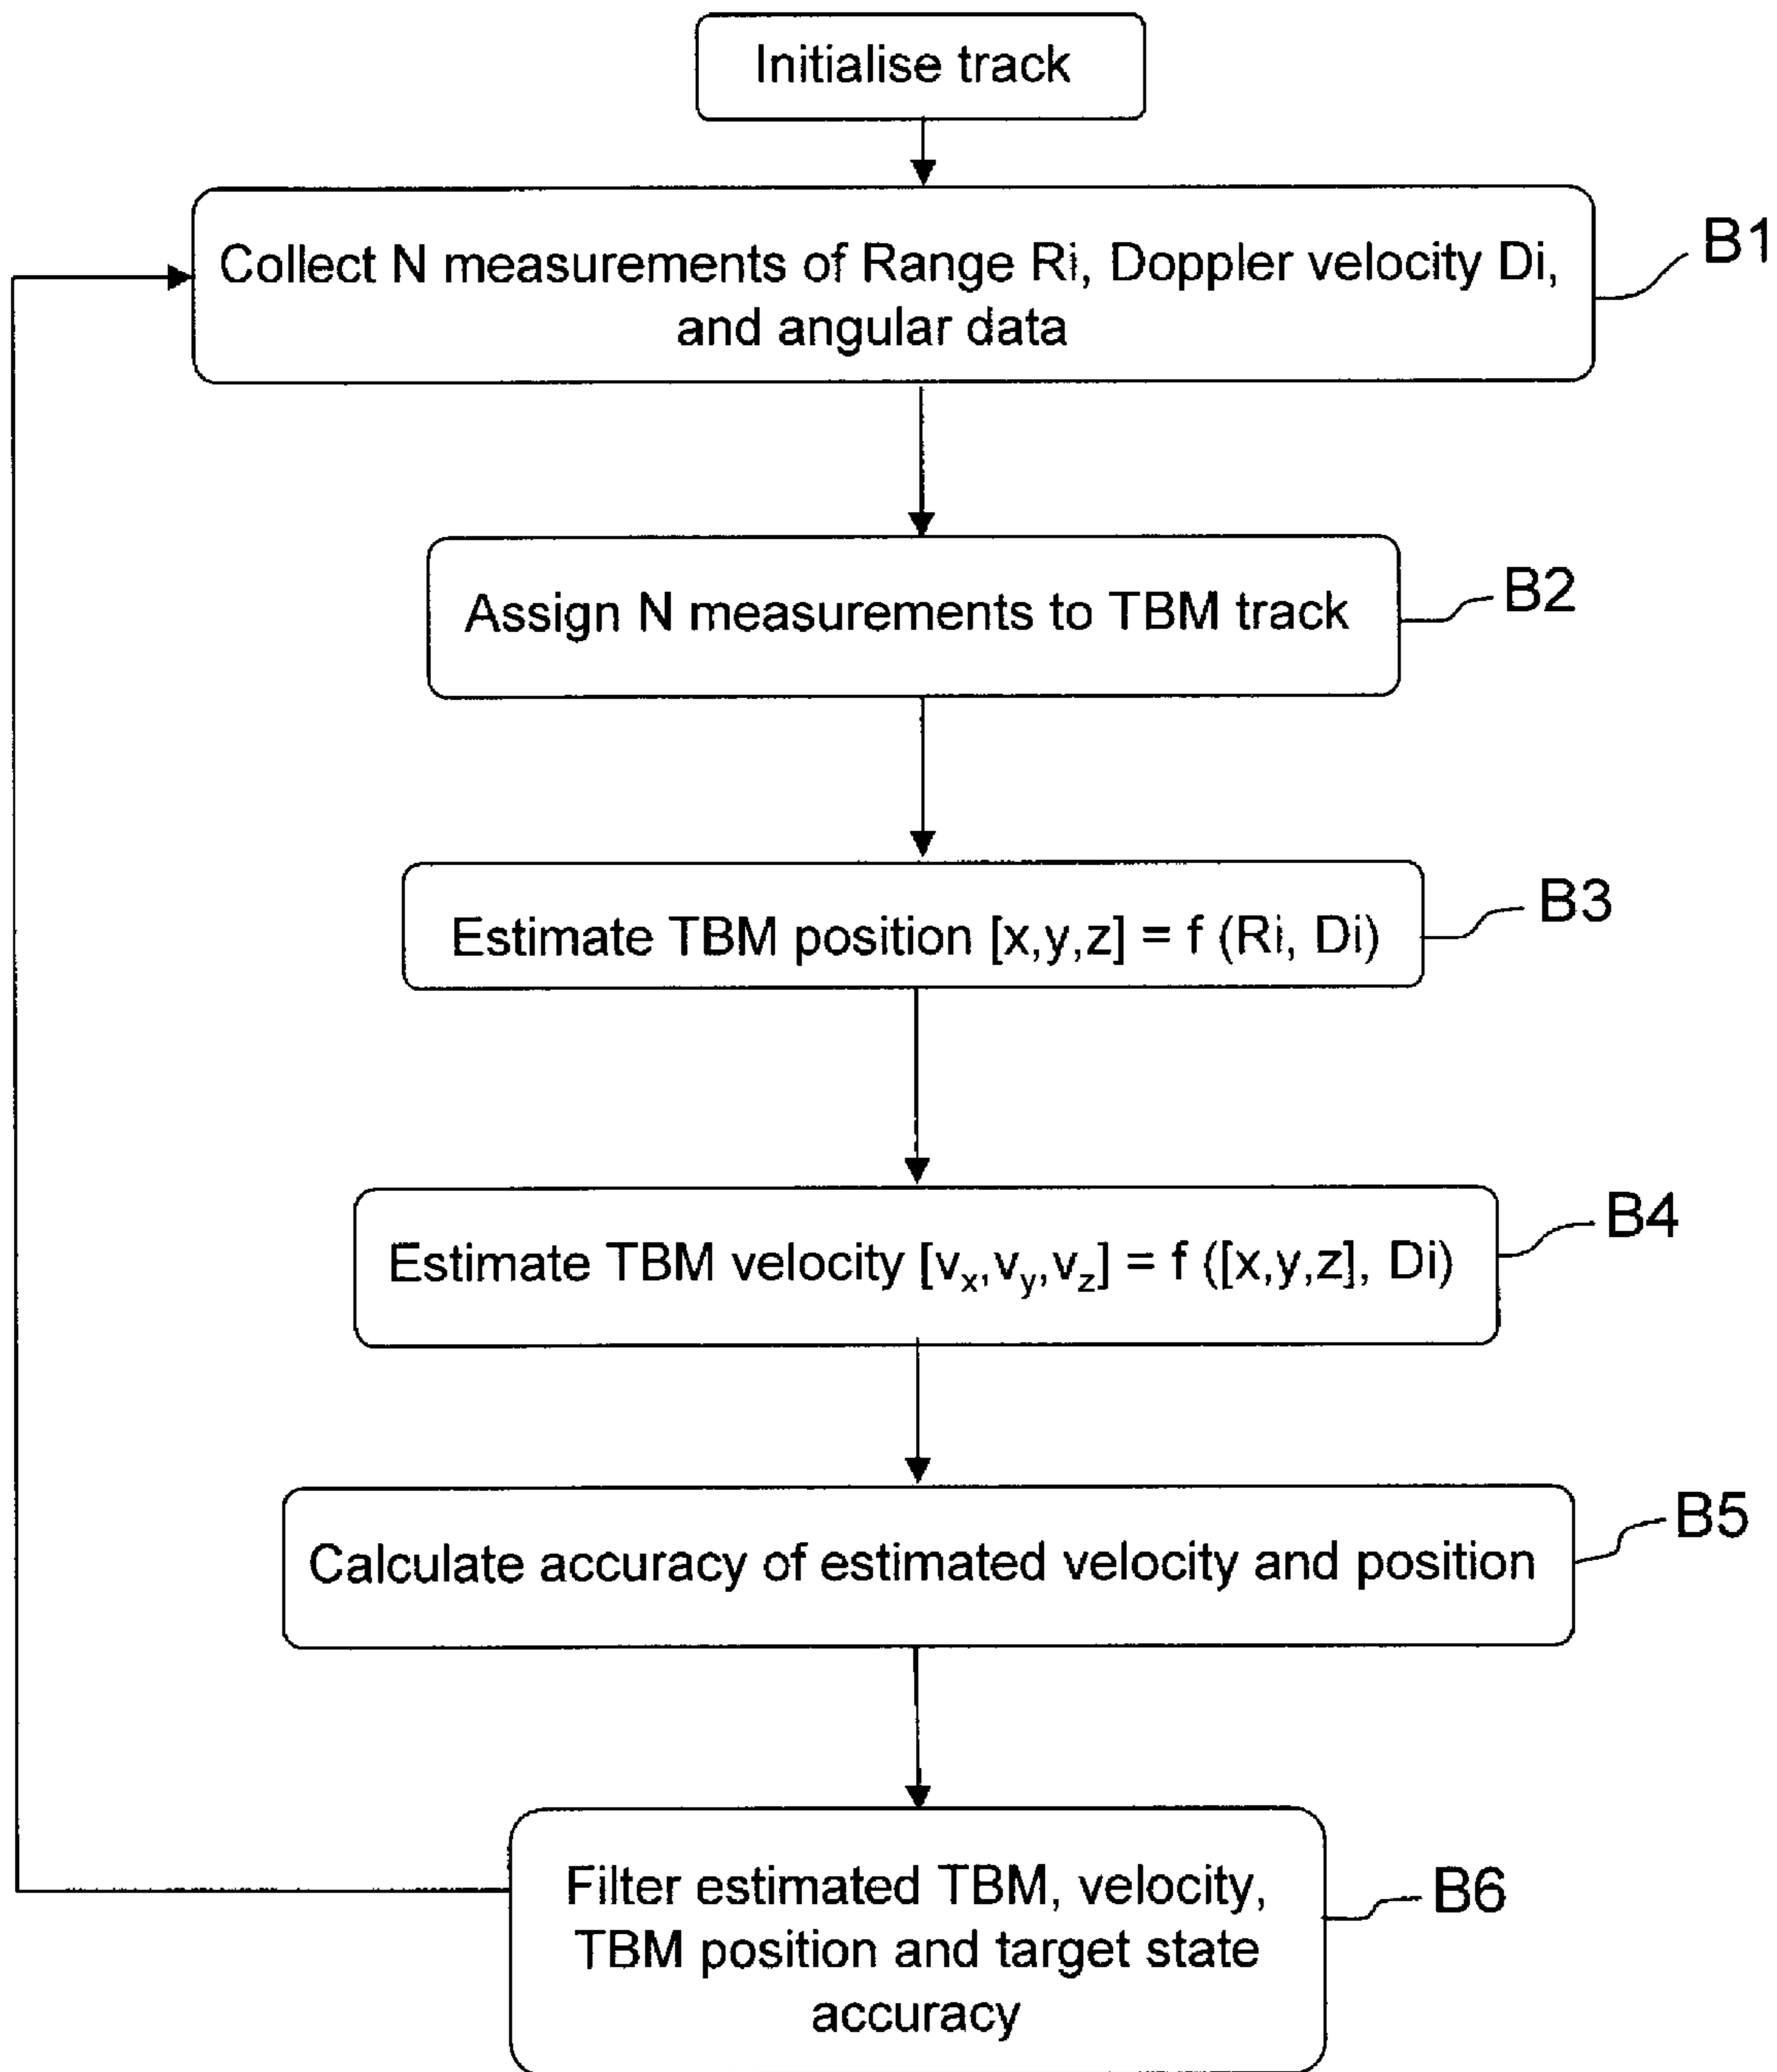 Initialise track
Collect N measurements of Range Ri, Doppler velocity Di,
and angular data
B1
Assign N measurements to TBM track
B2
Estimate TBM position [x,y,z] = f (Ri, Di)
B3
Estimate TBM velocity [vₓ,vᵧ,v_z] = f ([x,y,z], Di)
B4
Calculate accuracy of estimated velocity and position
B5
Filter estimated TBM, velocity,
TBM position and target state
accuracy
B6